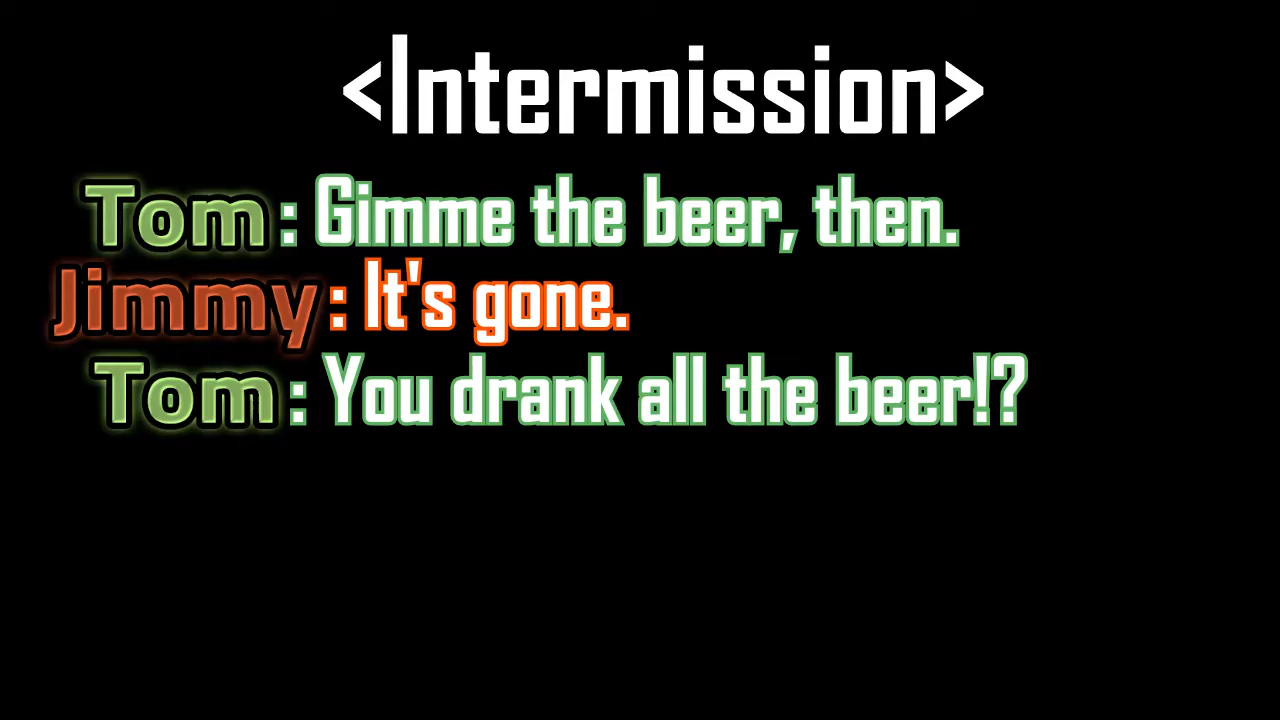 <Intermission>
Tom : Gimme the beer, then.
Jimmy : It's gone.
Tom : You drank all the beer!?